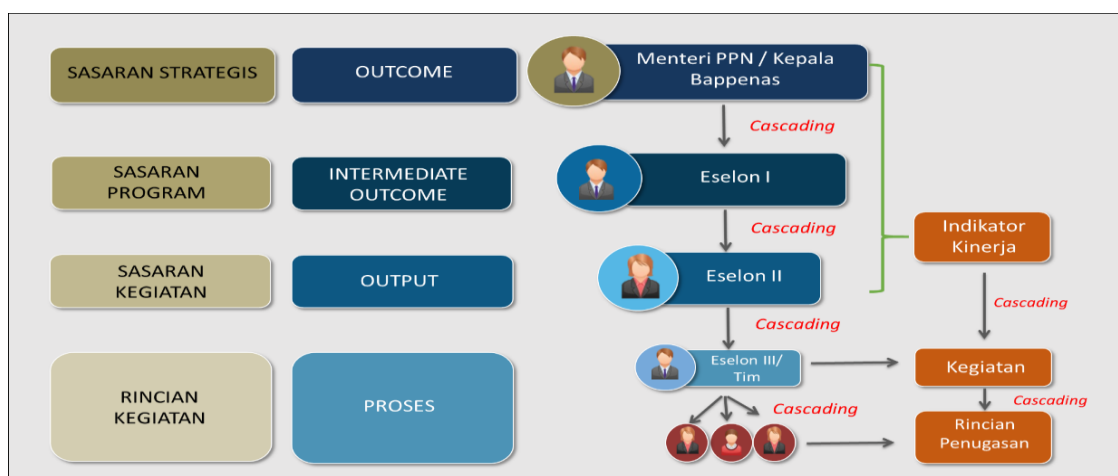 SASARAN STRATEGIS
OUTCOME
Menteri PPN / Kepala
Bappenas
Cascading
SASARAN
PROGRAM
INTERMEDIATE
OUTCOME
Eselon I
Cascading
Indikator
Kinerja
SASARAN
KEGIATAN
OUTPUT
Eselon II
Cascading
Cascading
RINCIAN
KEGIATAN
PROSES
Eselon III/
Tim
Kegiatan
Cascading
Cascading
Rincian
Penugasan